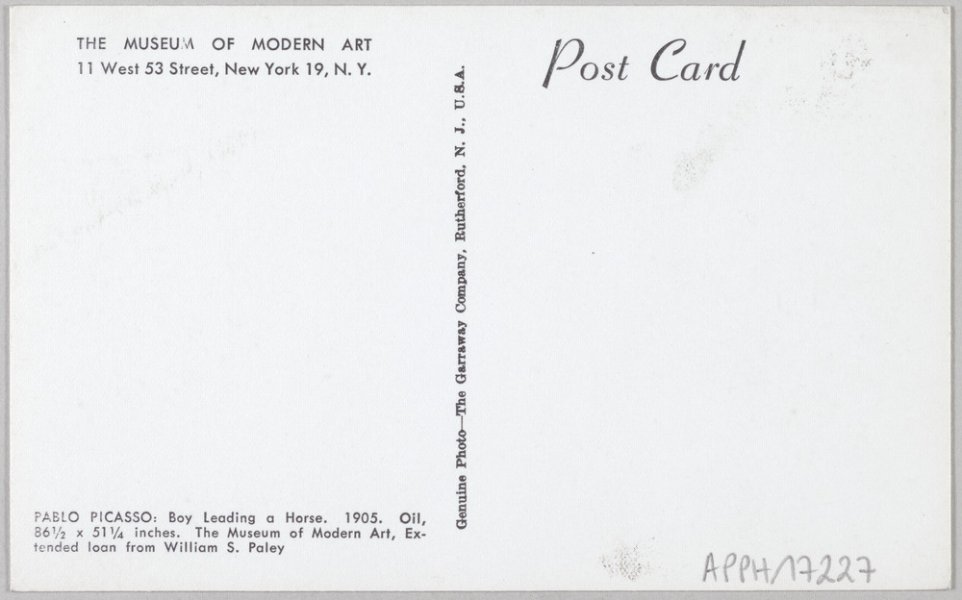 THE MUSEUM OF MODERN ART
11 West 53 Street, New York 19, N. Y.
Post Card
Genuine Photo—The Garraway Company, Rutherford, N. J., U.S.A.
PABLO PICASSO: Boy Leading a Horse. 1905. Oil,
86½ x 51¼ inches. The Museum of Modern Art, Ex-
tended loan from William S. Paley
APPH17227